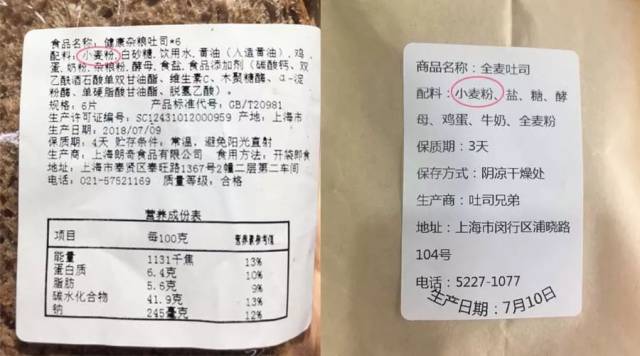 食品名称: 健康杂粮吐司*6
配料: 小麦粉,白砂糖, 饮用水, 黄油（人造黄油）, 鸡
蛋, 奶粉, 杂粮粉, 酵母, 食盐, 食品添加剂（碳酸钙、双
乙酰酒石酸单双甘油酯、维生素C、木聚糖酶、α-淀
粉酶、单硬脂酸甘油酯、脱氢乙酸）.
规格: 6片 产品标准代号: GB/T20981
生产许可证编号: SC12431012000959 产地: 上海市
生产日期: 2018/07/09
保质期: 4天 贮存条件: 常温, 避免阳光直射
生产商: 上海朗奇食品有限公司 食用方法: 开袋即食
地址: 上海市奉贤区奉旺路1367号2幢二层第二车间
电话: 021-57521169 质量等级: 合格
营养成份表
项目 每100克 营养素参考值
能量 1131千焦 13%
蛋白质 6.4克 10%
脂肪 5.6克 9%
碳水化合物 41.9克 13%
钠 245毫克 12%
商品名称: 全麦吐司
配料: 小麦粉、盐、糖、酵
母、鸡蛋、牛奶、全麦粉
保质期: 3天
保存方式: 阴凉干燥处
生产商: 吐司兄弟
地址: 上海市闵行区浦晓路
104号
电话: 5227-1077
生产日期: 7月10日